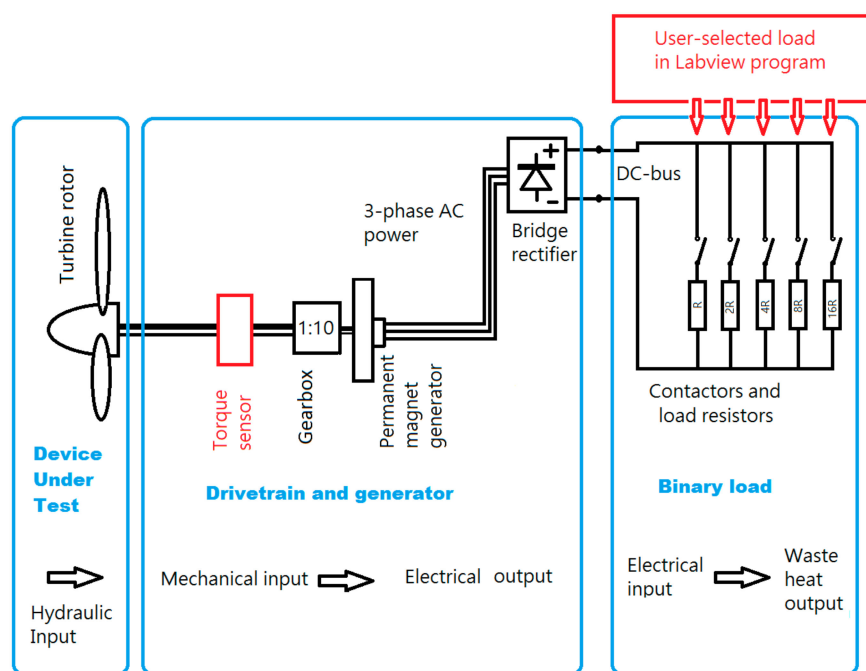 User-selected load
in Labview program
Turbine rotor
Torque
sensor
1:10
Gearbox
Permanent
magnet
generator
3-phase AC
power
+
-
Bridge
rectifier
DC-bus
R
2R
4R
8R
16R
Contactors and
load resistors
Device
Under
Test
Drivetrain and generator
Binary load
Hydraulic
Input
Mechanical input
Electrical output
Electrical
input
Waste
heat
output